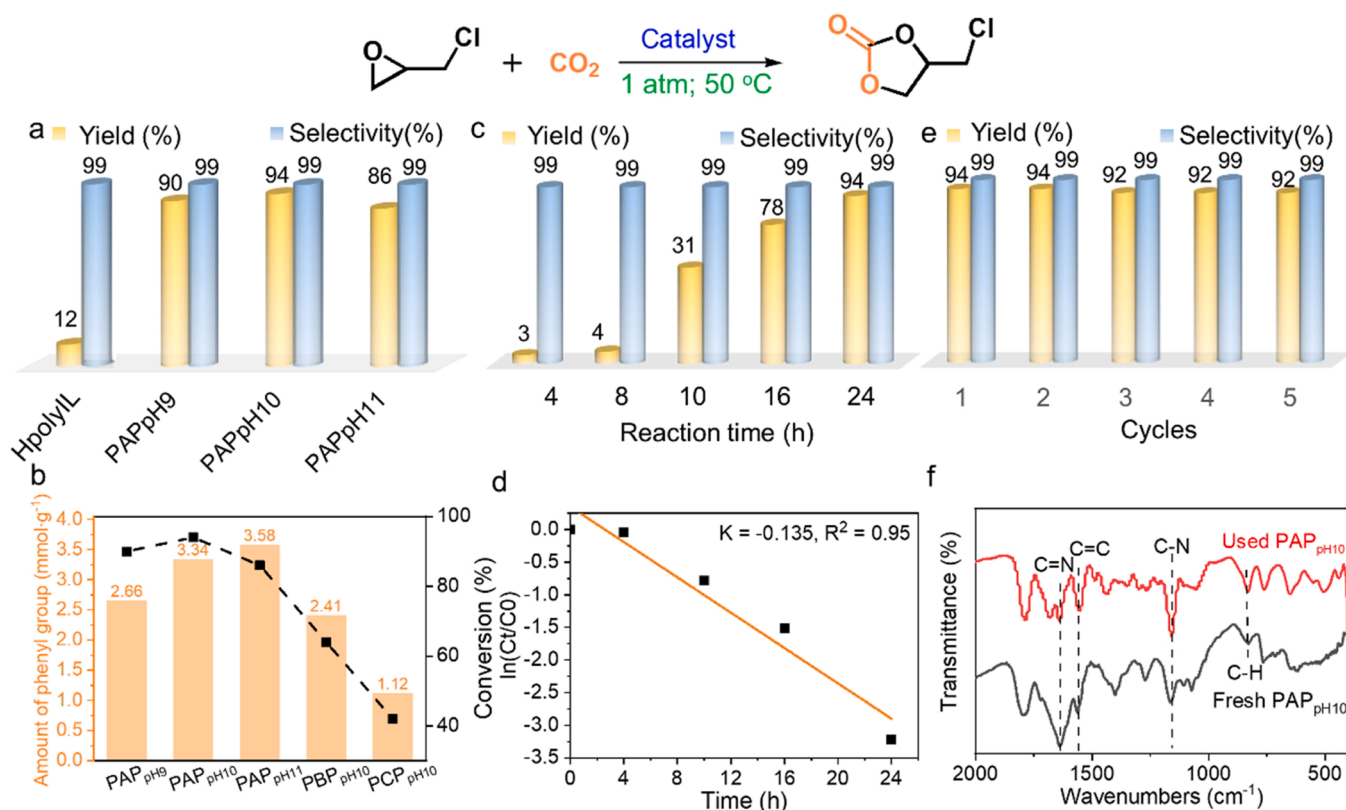 O
Cl
+ CO2
Catalyst
1 atm; 50 °C
O
O
O
Cl
a
Yield (%) Selectivity(%)
12 99 90 99 94 99 86 99
HpolyIL PAPpH9 PAPpH10 PAPpH11
c
Yield (%) Selectivity(%)
3 99 4 99 31 99 78 99 94 99
4 8 10 16 24
Reaction time (h)
e
Yield (%) Selectivity(%)
94 99 94 99 92 99 92 99 92 99
1 2 3 4 5
Cycles
b
Amount of phenyl group (mmol·g-1)
4.0
3.5
3.0
2.5
2.0
1.5
1.0
0.5
0.0
2.66 3.34 3.58 2.41 1.12
PAPpH9 PAPpH10 PAPpH11 PBPpH10 PCPpH10
100
80
60
40
Conversion (%)
d
ln(Ct/C0)
0.0
-0.5
-1.0
-1.5
-2.0
-2.5
-3.0
-3.5
K = -0.135, R2 = 0.95
0 4 8 12 16 20 24
Time (h)
f
Transmittance (%)
C=N
C=C
C-N
Used PAPpH10
C-H
Fresh PAPpH10
2000 1500 1000 500
Wavenumbers (cm-1)